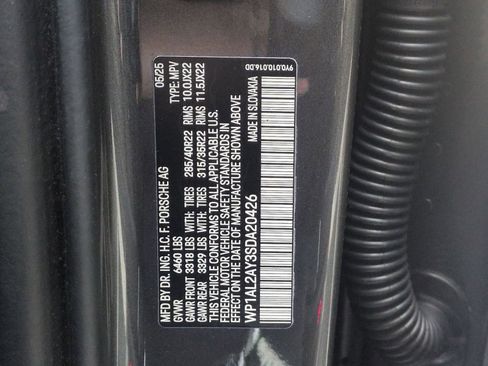 MFD. BY DR. ING. H.C. F. PORSCHE AG 05/25
GVWR 6460 LBS TYPE: MPV
GAWR FRONT 3318 LBS WITH: TIRES 285/40R22 RIMS 10.0JX22
GAWR REAR 3329 LBS WITH: TIRES 315/35R22 RIMS 11.5JX22
THIS VEHICLE CONFORMS TO ALL APPLICABLE U.S.
FEDERAL MOTOR VEHICLE SAFETY STANDARDS IN
EFFECT ON THE DATE OF MANUFACTURE SHOWN ABOVE
WP1AL2AY3SDA20426
MADE IN SLOVAKIA
9Y0.010.016.DD